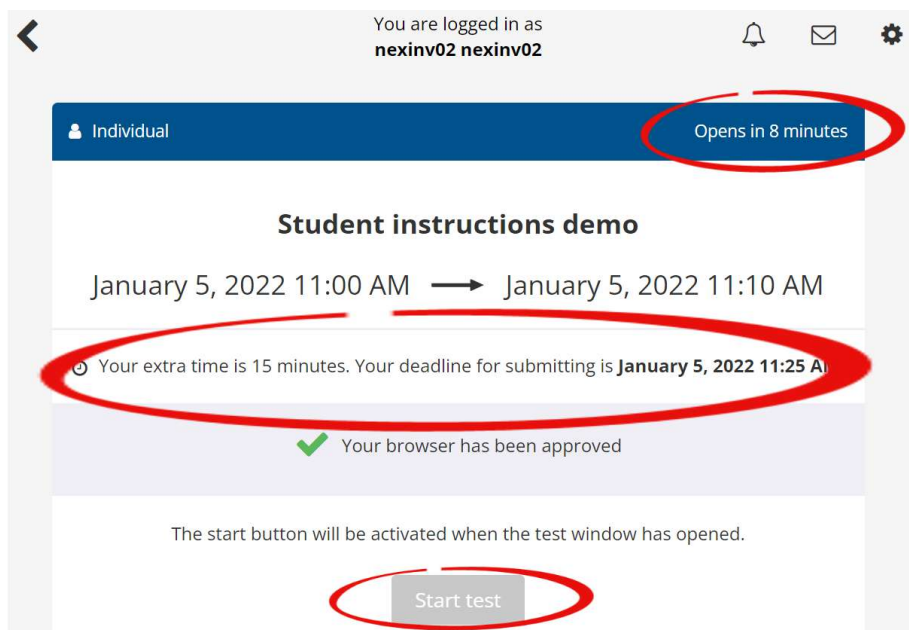 You are logged in as
nexinv02 nexinv02
Individual
Opens in 8 minutes
Student instructions demo
January 5, 2022 11:00 AM → January 5, 2022 11:10 AM
Your extra time is 15 minutes. Your deadline for submitting is January 5, 2022 11:25
Your browser has been approved
The start button will be activated when the test window has opened.
Start test